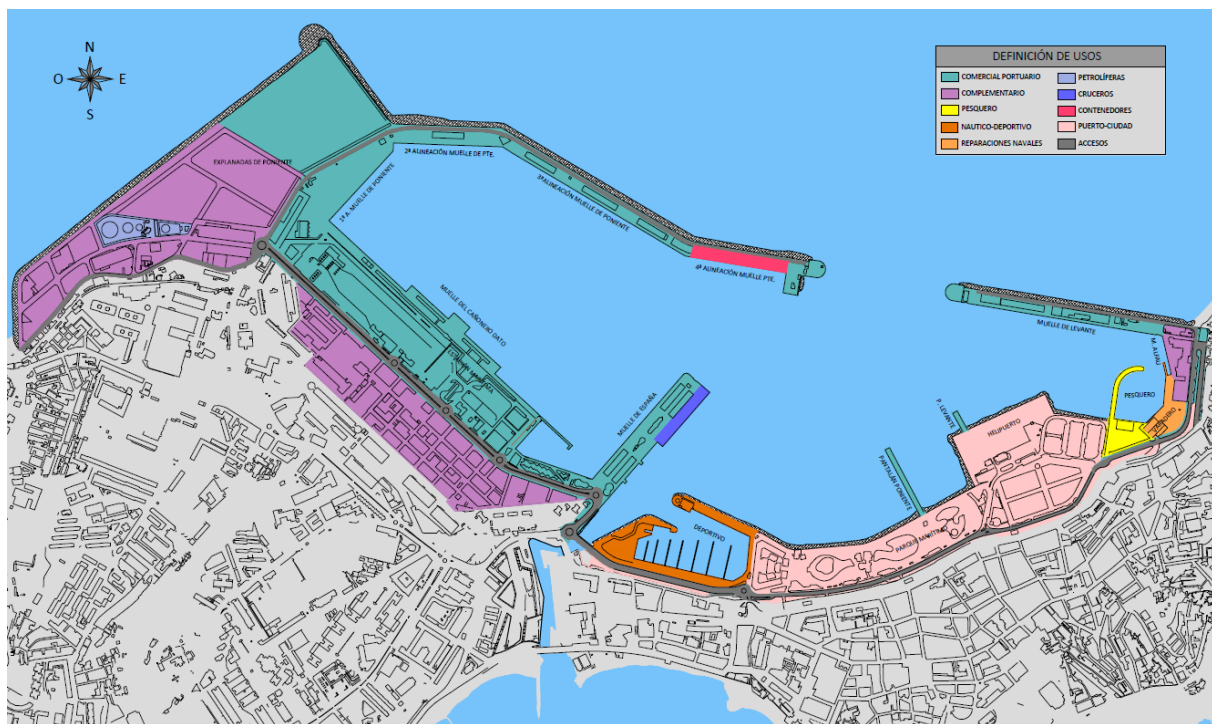 N
O E
S
DEFINICIÓN DE USOS
COMERCIAL PORTUARIO
COMPLEMENTARIO
PESQUERO
NAUTICO-DEPORTIVO
REPARACIONES NAVALES
PETROLÍFERAS
CRUCEROS
CONTENEDORES
PUERTO-CIUDAD
ACCESOS
EXPLANADAS DE PONIENTE
2ª ALINEACIÓN MUELLE DE PTE.
1ª A. MUELLE DE PONIENTE
3ª ALINEACIÓN MUELLE DE PONIENTE
4ª ALINEACIÓN MUELLE PTE.
MUELLE DEL CAÑONERO DATO
MUELLE DE ESPAÑA
MUELLE DE LEVANTE
M. ALFAU
PESQUERO
P. LEVANTE
HELIPUERTO
PANTALÁN PONIENTE
PARQUE MARÍTIMO
DEPORTIVO